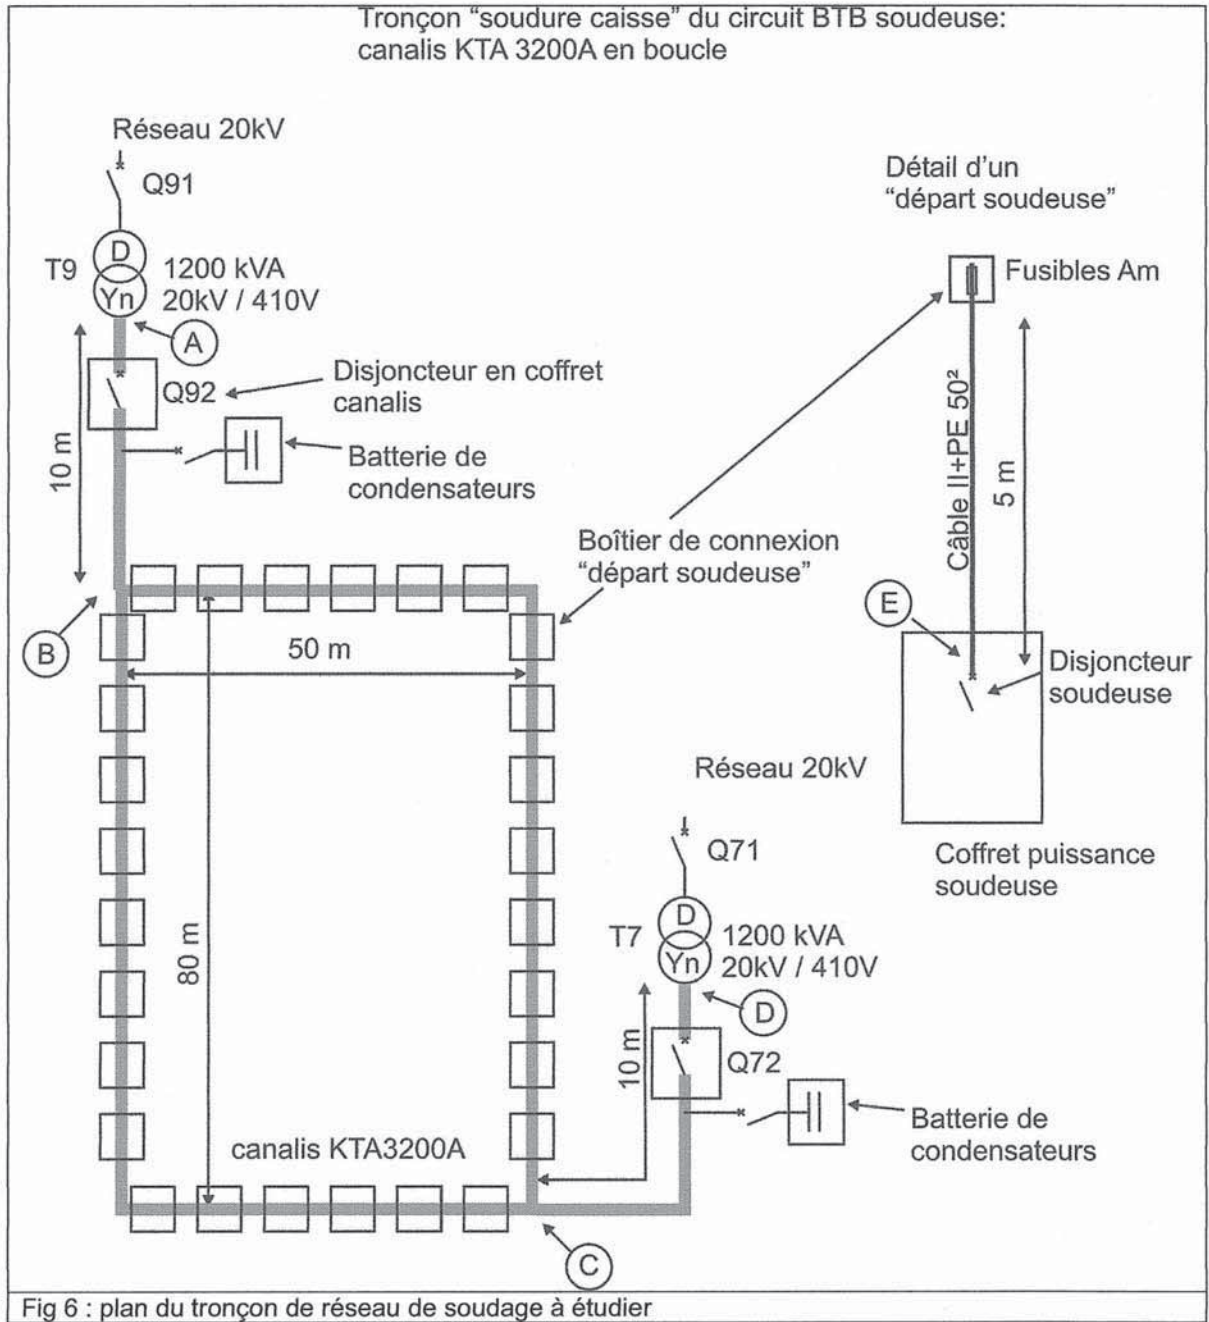 Tronçon “soudure caisse” du circuit BTB soudeuse:
canalis KTA 3200A en boucle
Réseau 20kV
Q91
D
Yn
T9
1200 kVA
20kV / 410V
A
Q92
Disjoncteur en coffret
canalis
10 m
Batterie de
condensateurs
B
50 m
80 m
canalis KTA3200A
Boîtier de connexion
“départ soudeuse”
Détail d’un
“départ soudeuse”
Fusibles Am
Câble II+PE 50²
5 m
E
Disjoncteur
soudeuse
Coffret puissance
soudeuse
Réseau 20kV
Q71
D
Yn
T7
1200 kVA
20kV / 410V
D
10 m
Q72
Batterie de
condensateurs
C
Fig 6 : plan du tronçon de réseau de soudage à étudier